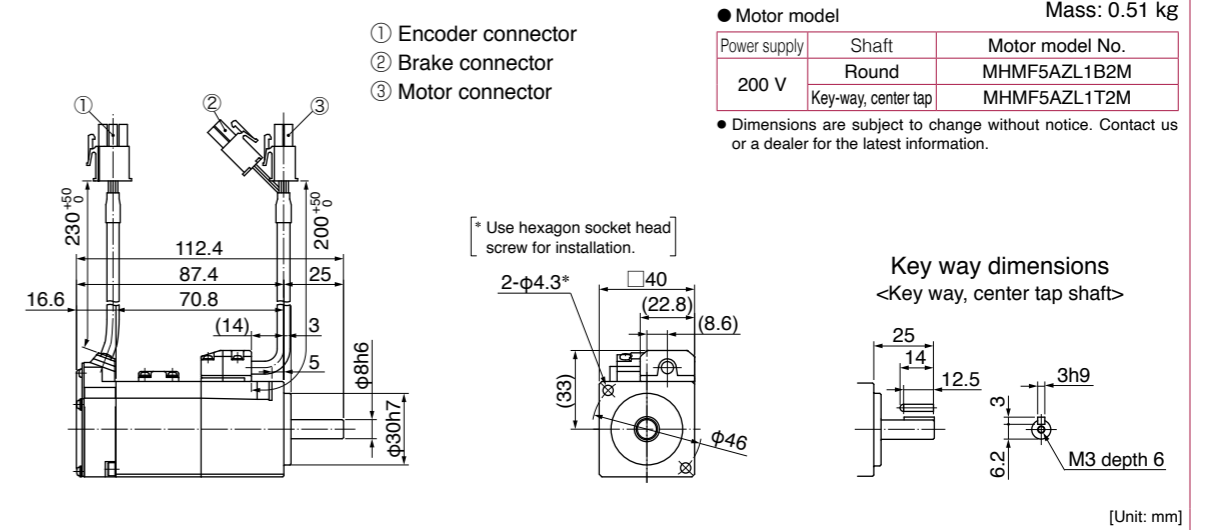 ① Encoder connector
② Brake connector
③ Motor connector
● Motor model
Mass: 0.51 kg
Power supply Shaft Motor model No.
200 V Round MHMF5AZL1B2M
Key-way, center tap MHMF5AZL1T2M
● Dimensions are subject to change without notice. Contact us
or a dealer for the latest information.
① ② ③
230 +50 0
200 +50 0
112.4
87.4 25
16.6 70.8
(14) 3
5
φ8h6
φ30h7
* Use hexagon socket head
screw for installation.
2-φ4.3*
□40
(22.8)
(8.6)
(33)
φ46
Key way dimensions
<Key way, center tap shaft>
25
14
12.5
3h9
3
6.2
M3 depth 6
[Unit: mm]